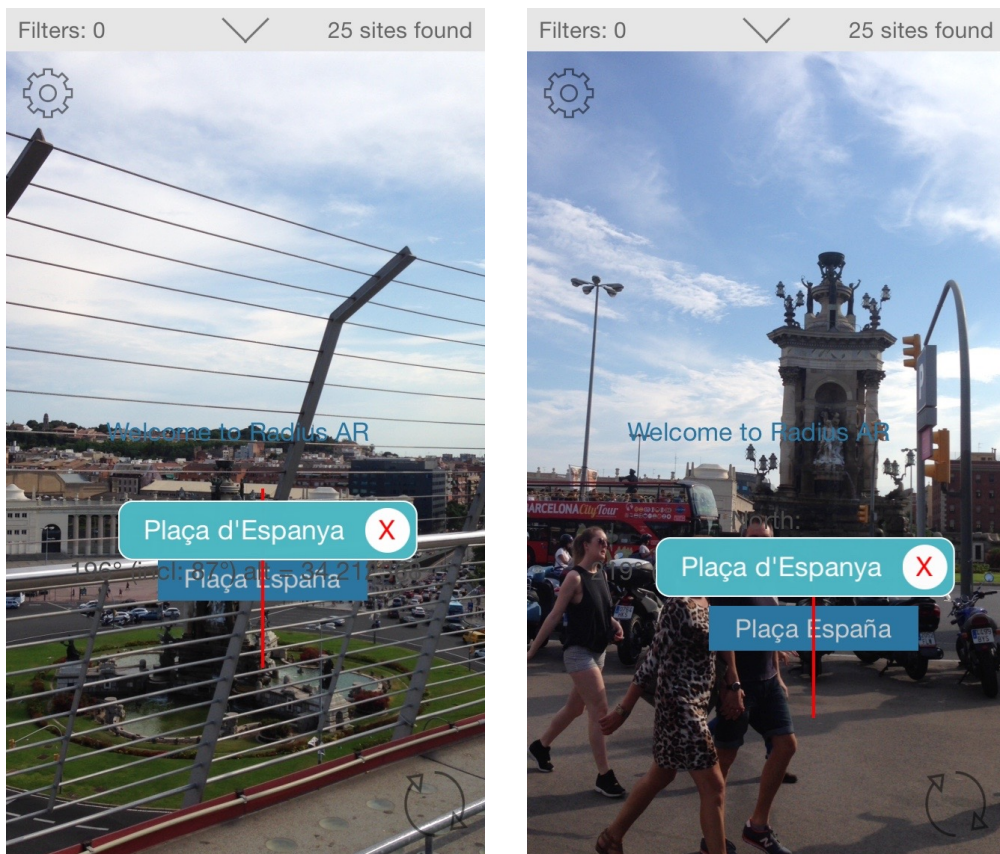 Filters: 0
25 sites found
Welcome to Radius AR
Plaça d'Espanya
X
Plaça España
Filters: 0
25 sites found
Welcome to Radius AR
BARCELONA City Tour
North:
Plaça d'Espanya
X
Plaça España